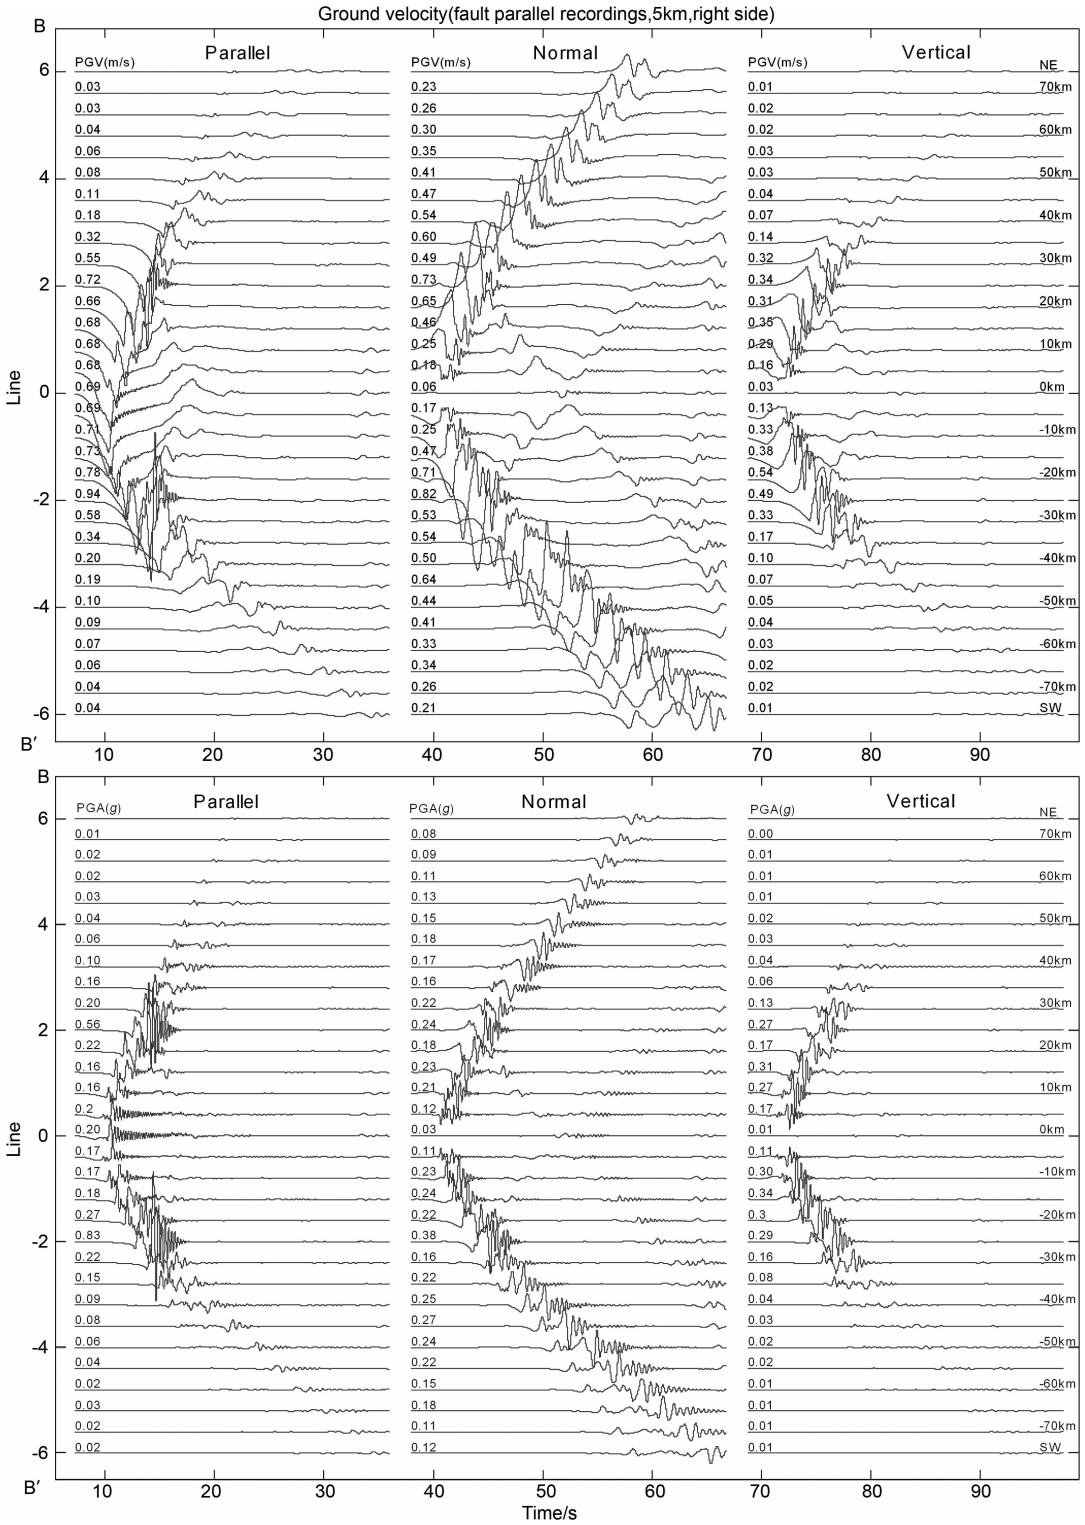 Ground velocity(fault parallel recordings,5km,right side)
B
Parallel Normal Vertical
PGV(m/s) PGV(m/s) PGV(m/s) NE
6
0.03 0.23 0.01 70km
0.03 0.26 0.02
0.04 0.30 0.02 60km
0.06 0.35 0.03
4 0.08 0.41 0.03 50km
0.11 0.47 0.04
0.18 0.54 0.07 40km
0.32 0.60 0.14
0.55 0.49 0.32 30km
2 0.72 0.73 0.34
0.66 0.65 0.31 20km
0.68 0.46 0.35
0.68 0.25 0.29 10km
0.68 0.18 0.16
Line 0 0.69 0.06 0.03 0km
0.69 0.17 0.13
0.71 0.25 0.33 -10km
0.73 0.47 0.38
0.78 0.71 0.54 -20km
-2 0.94 0.82 0.49
0.58 0.53 0.33 -30km
0.34 0.54 0.17
0.20 0.50 0.10 -40km
0.19 0.64 0.07
-4 0.10 0.44 0.05 -50km
0.09 0.41 0.04
0.07 0.33 0.03 -60km
0.06 0.34 0.02
0.04 0.26 0.02 -70km
-6 0.04 0.21 0.01 SW
B′
10 20 30 40 50 60 70 80 90
B
Parallel Normal Vertical
PGA(g) PGA(g) PGA(g) NE
6
0.01 0.08 0.00 70km
0.02 0.09 0.01
0.02 0.11 0.01 60km
0.03 0.13 0.01
4 0.04 0.15 0.02 50km
0.06 0.18 0.03
0.10 0.17 0.04 40km
0.16 0.16 0.06
0.20 0.22 0.13 30km
2 0.56 0.24 0.27
0.22 0.18 0.17 20km
0.16 0.23 0.31
0.16 0.21 0.27 10km
0.2 0.12 0.17
Line 0 0.20 0.03 0.01 0km
0.17 0.11 0.11
0.17 0.23 0.30 -10km
0.18 0.24 0.34
0.27 0.22 0.3 -20km
-2 0.83 0.38 0.29
0.22 0.16 0.16 -30km
0.15 0.22 0.08
0.09 0.25 0.04 -40km
0.08 0.27 0.03
-4 0.06 0.24 0.02 -50km
0.04 0.22 0.02
0.02 0.15 0.01 -60km
0.03 0.18 0.01
0.02 0.11 0.01 -70km
-6 0.02 0.12 0.01 SW
B′
10 20 30 40 50 60 70 80 90
Time/s